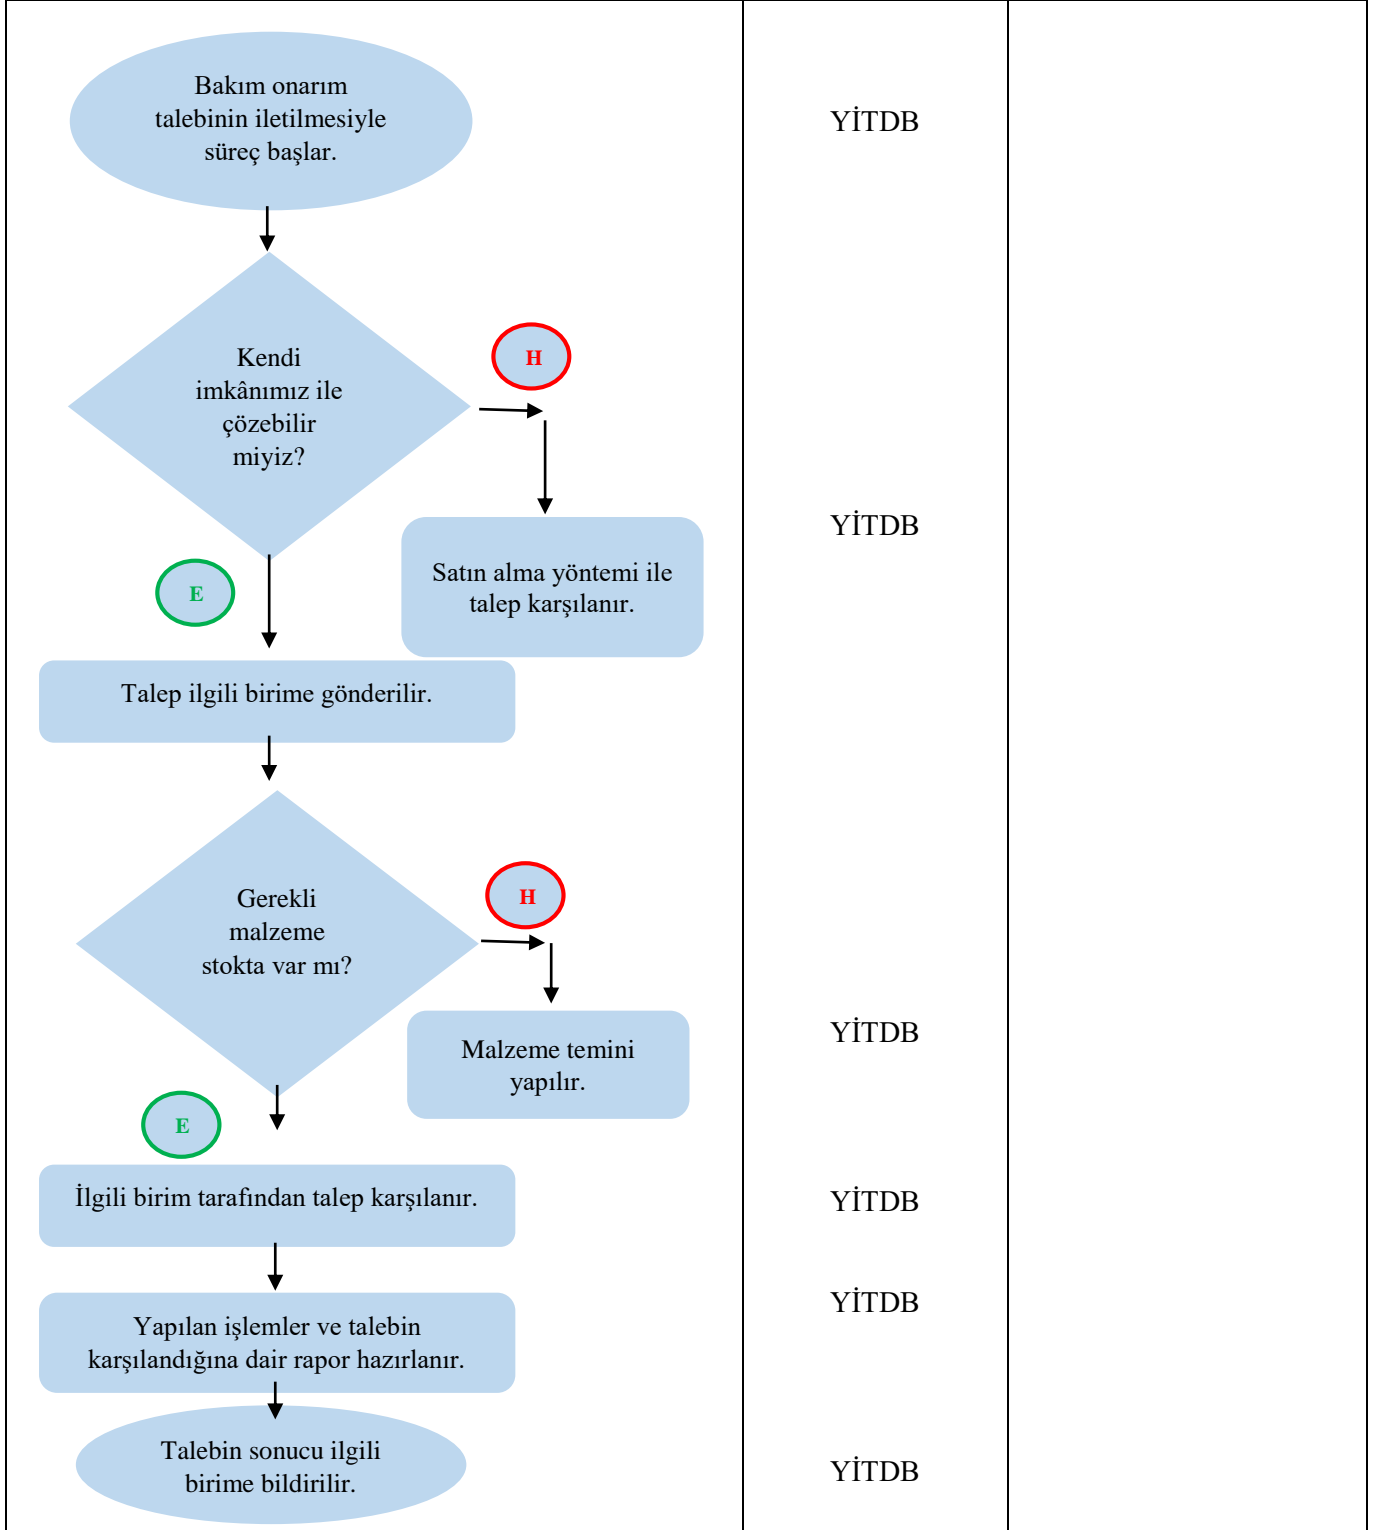 Bakım onarım
talebinin iletilmesiyle
süreç başlar.
YİTDB
Kendi
imkânımız ile
çözebilir
miyiz?
H
YİTDB
Satın alma yöntemi ile
talep karşılanır.
E
Talep ilgili birime gönderilir.
Gerekli
malzeme
stokta var mı?
H
YİTDB
Malzeme temini
yapılır.
E
İlgili birim tarafından talep karşılanır.
YİTDB
Yapılan işlemler ve talebin
karşılandığına dair rapor hazırlanır.
YİTDB
Talebin sonucu ilgili
birime bildirilir.
YİTDB